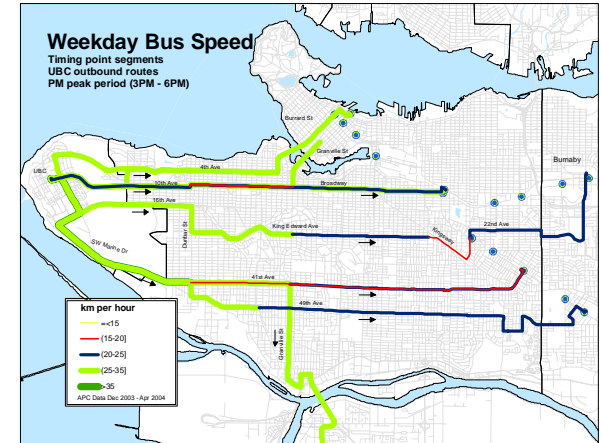 Weekday Bus Speed
Timing point segments
UBC outbound routes
PM peak period (3PM - 6PM)
Burrard St
Granville St
Burnaby
4th Ave
UBC
10th Ave
Broadway
16th Ave
Dunbar St
King Edward Ave
Kingsway
22nd Ave
SW Marine Dr
41st Ave
49th Ave
Granville St
km per hour
=<15
(15-20]
(20-25]
(25-35]
>35
APC Data Dec 2003 - Apr 2004